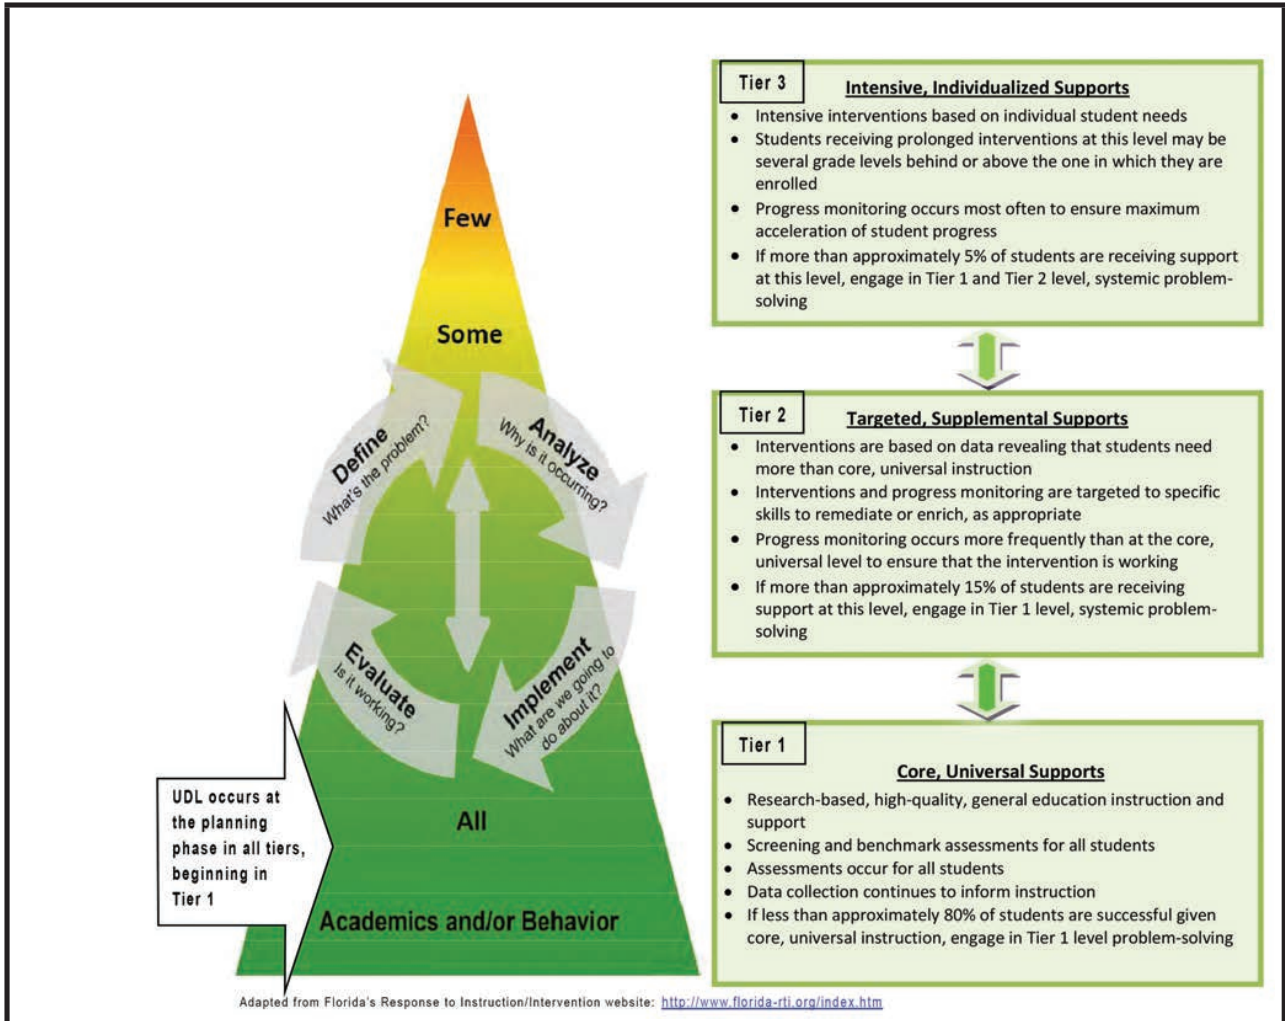 Few
Some
Define
What's the problem?
Analyze
Why is it occurring?
Implement
What are we going to
do about it?
Evaluate
Is it working?
UDL occurs at
the planning
phase in all tiers,
beginning in
Tier 1
All
Academics and/or Behavior
Tier 3
Intensive, Individualized Supports
• Intensive interventions based on individual student needs
• Students receiving prolonged interventions at this level may be
several grade levels behind or above the one in which they are
enrolled
• Progress monitoring occurs most often to ensure maximum
acceleration of student progress
• If more than approximately 5% of students are receiving support
at this level, engage in Tier 1 and Tier 2 level, systemic problem-
solving
Tier 2
Targeted, Supplemental Supports
• Interventions are based on data revealing that students need
more than core, universal instruction
• Interventions and progress monitoring are targeted to specific
skills to remediate or enrich, as appropriate
• Progress monitoring occurs more frequently than at the core,
universal level to ensure that the intervention is working
• If more than approximately 15% of students are receiving
support at this level, engage in Tier 1 level, systemic problem-
solving
Tier 1
Core, Universal Supports
• Research-based, high-quality, general education instruction and
support
• Screening and benchmark assessments for all students
• Assessments occur for all students
• Data collection continues to inform instruction
• If less than approximately 80% of students are successful given
core, universal instruction, engage in Tier 1 level problem-solving
Adapted from Florida's Response to Instruction/Intervention website: http://www.florida-rti.org/index.htm